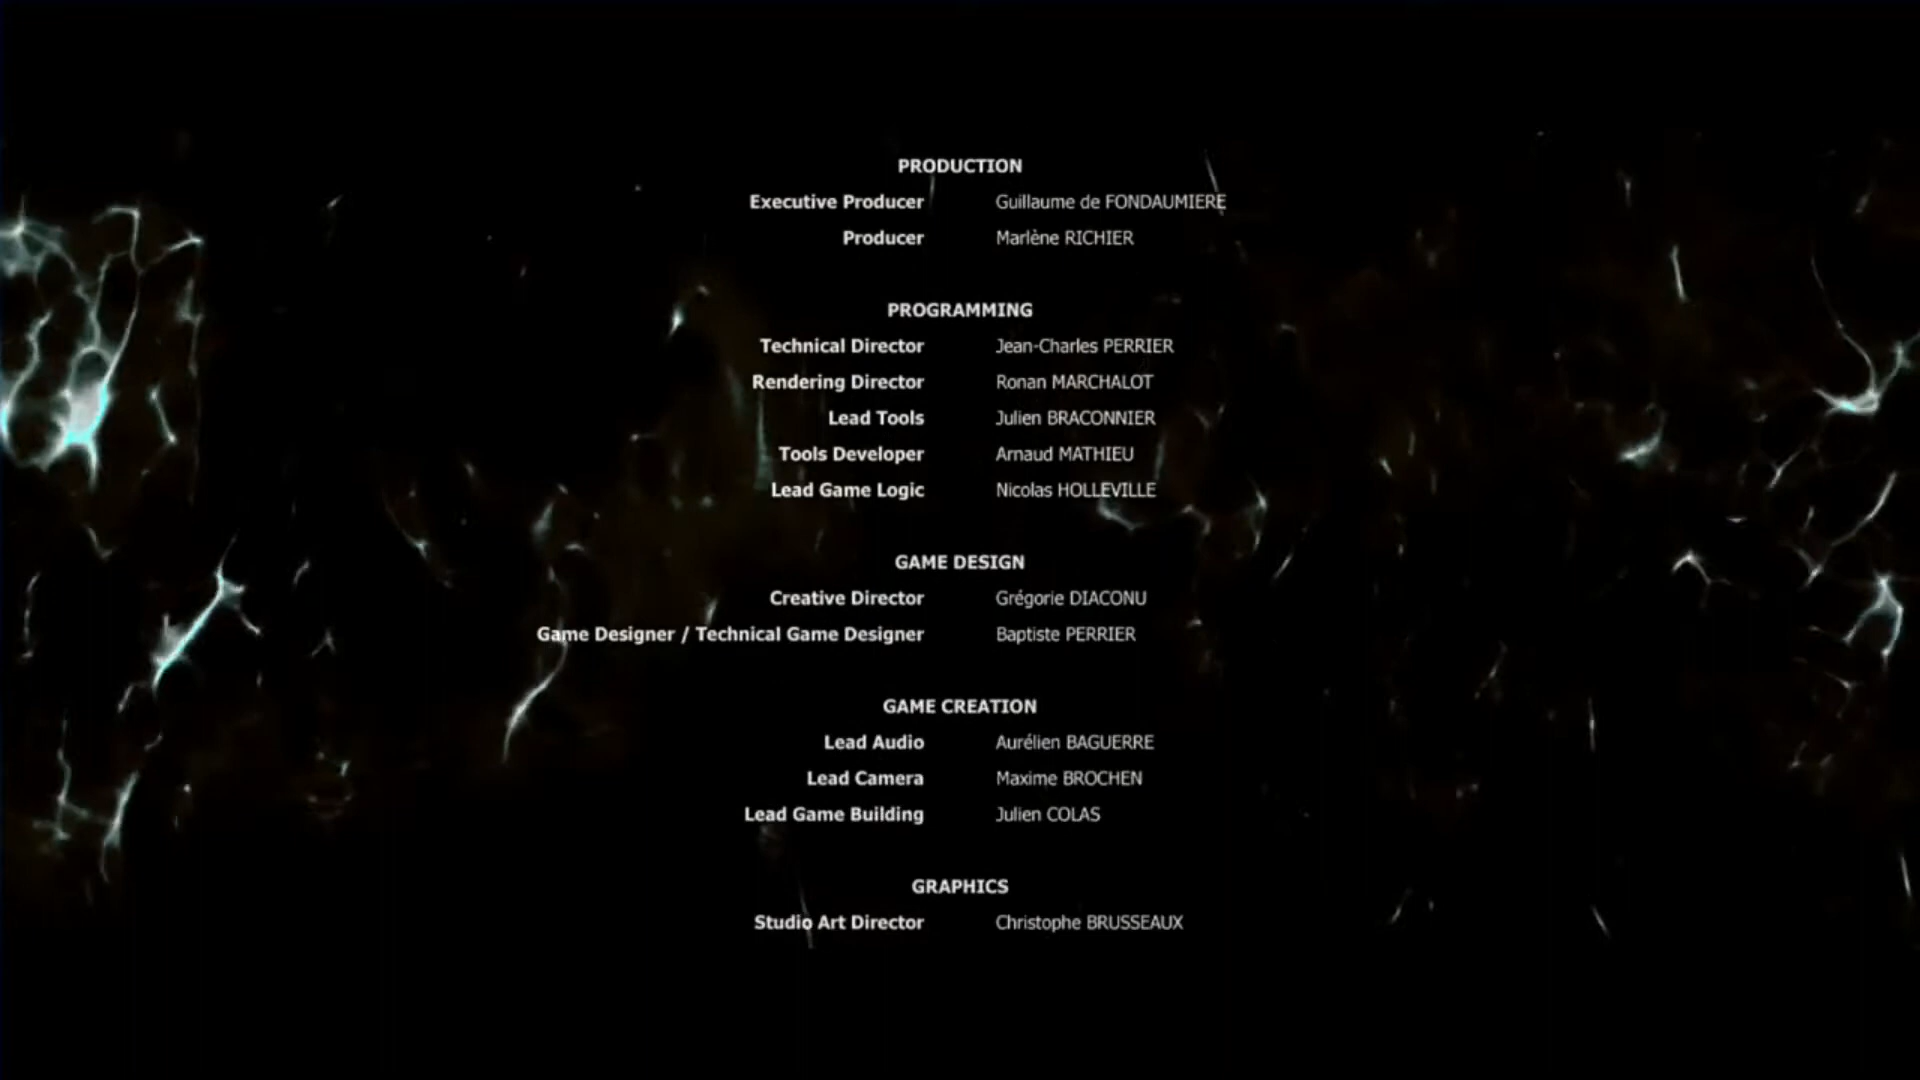 PRODUCTION
Executive Producer Guillaume de FONDAUMIERE
Producer Marlène RICHIER
PROGRAMMING
Technical Director Jean-Charles PERRIER
Rendering Director Ronan MARCHALOT
Lead Tools Julien BRACONNIER
Tools Developer Arnaud MATHIEU
Lead Game Logic Nicolas HOLLEVILLE
GAME DESIGN
Creative Director Grégorie DIACONU
Game Designer / Technical Game Designer Baptiste PERRIER
GAME CREATION
Lead Audio Aurélien BAGUERRE
Lead Camera Maxime BROCHEN
Lead Game Building Julien COLAS
GRAPHICS
Studio Art Director Christophe BRUSSEAUX